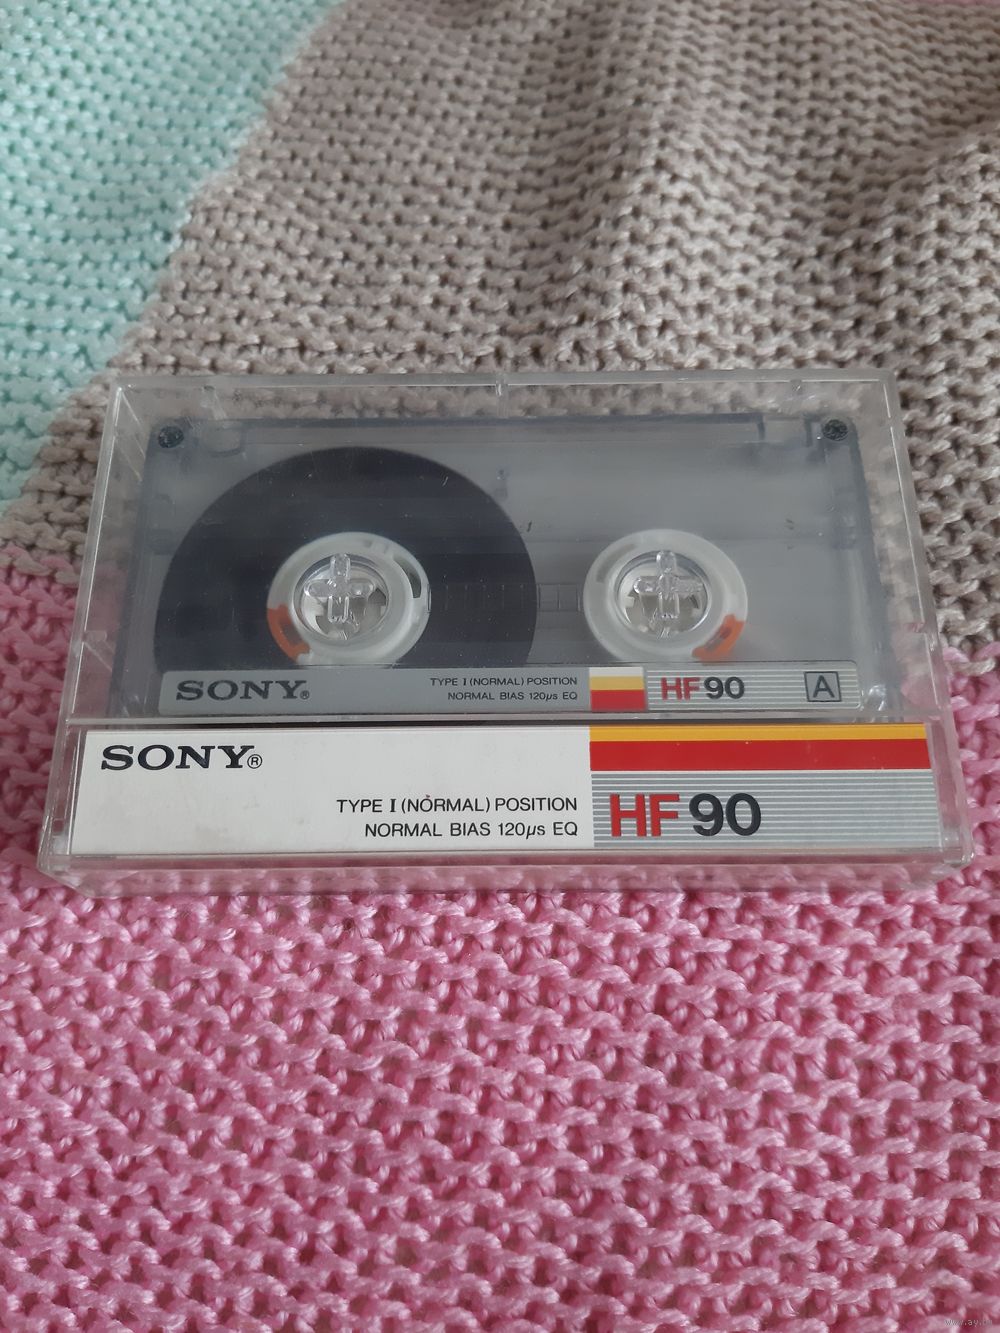 SONY®
TYPE I (NORMAL) POSITION
NORMAL BIAS 120µs EQ
HF 90
A
SONY®
TYPE I (NORMAL) POSITION
NORMAL BIAS 120µs EQ
HF 90